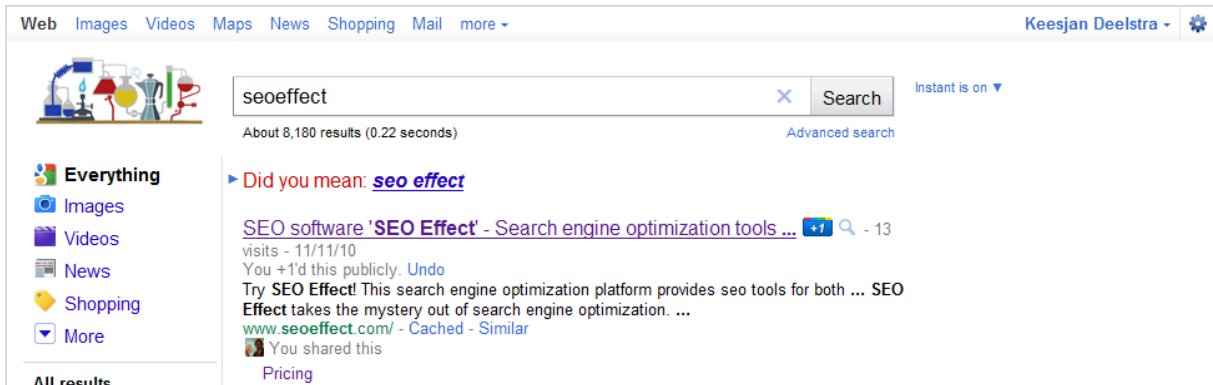 Web Images Videos Maps News Shopping Mail more
Keesjan Deelstra
seoeffect
Search
Instant is on ▼
About 8,180 results (0.22 seconds)
Advanced search
Everything
Images
Videos
News
Shopping
More
All results
Did you mean: seo effect
SEO software 'SEO Effect' - Search engine optimization tools ... +1 - 13
visits - 11/11/10
You +1'd this publicly. Undo
Try SEO Effect! This search engine optimization platform provides seo tools for both ... SEO
Effect takes the mystery out of search engine optimization. ...
www.seoeffect.com/ - Cached - Similar
You shared this
Pricing